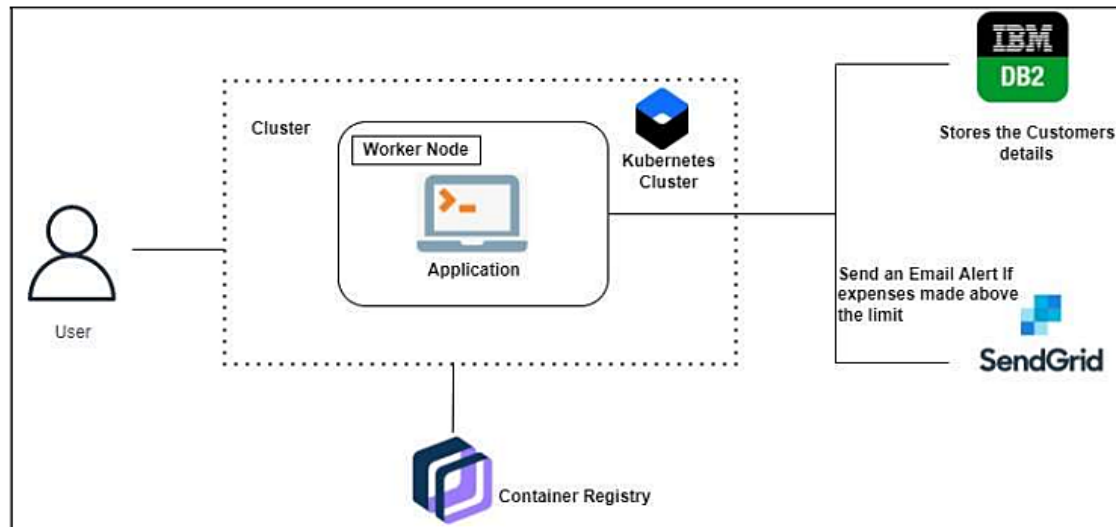 IBM
DB2
Stores the Customers
details
Cluster
Worker Node
Kubernetes
Cluster
Application
User
Send an Email Alert If
expenses made above
the limit
SendGrid
Container Registry